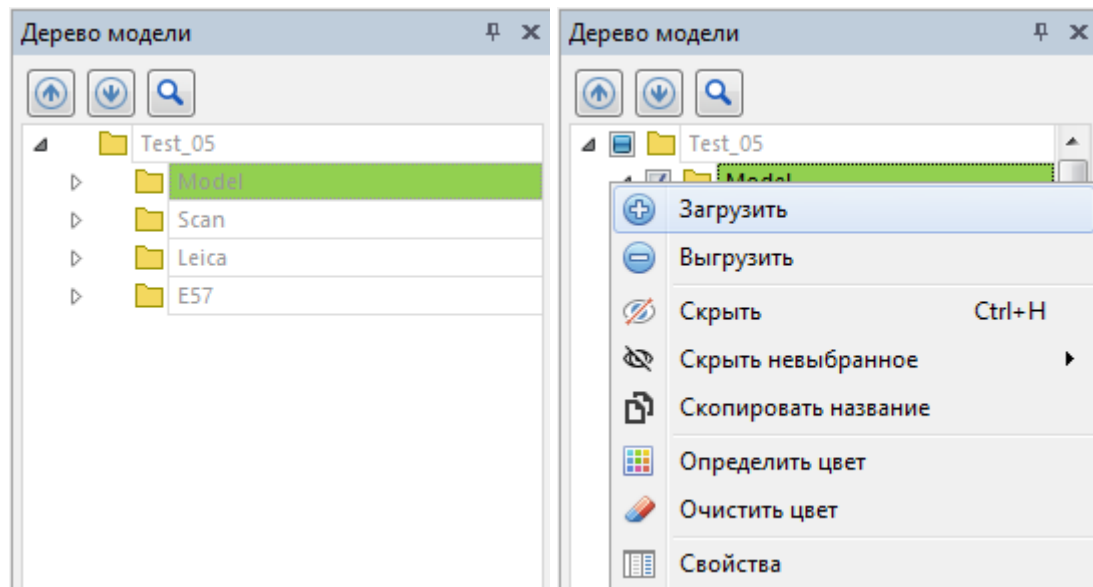 Дерево модели
Test_05
Model
Scan
Leica
E57
Дерево модели
Test_05
Model
Загрузить
Выгрузить
Скрыть Ctrl+H
Скрыть невыбранное
Скопировать название
Определить цвет
Очистить цвет
Свойства